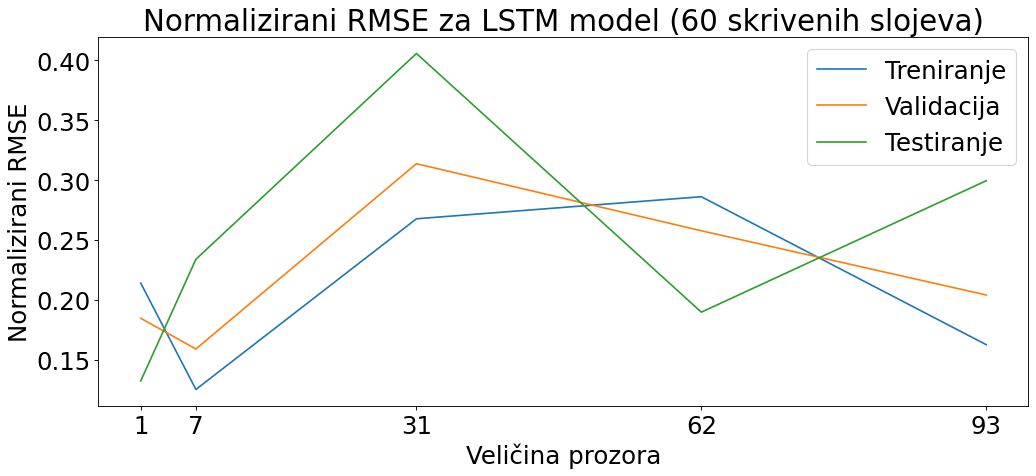 Normalizirani RMSE za LSTM model (60 skrivenih slojeva)
Normalizirani RMSE
0.40
0.35
0.30
0.25
0.20
0.15
Treniranje
Validacija
Testiranje
1 7 31 62 93
Veličina prozora